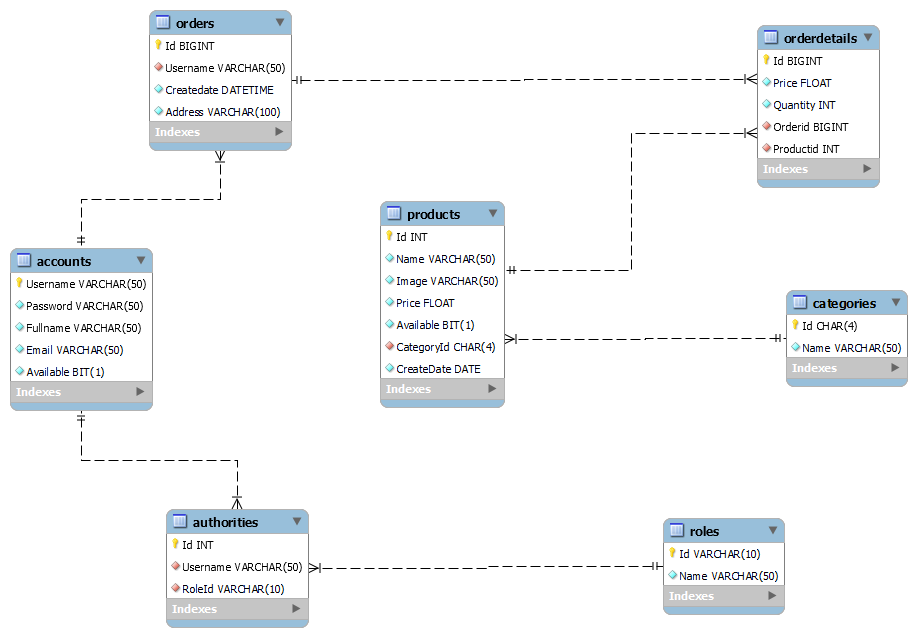 orders
Id BIGINT
Username VARCHAR(50)
Createdate DATETIME
Address VARCHAR(100)
Indexes
orderdetails
Id BIGINT
Price FLOAT
Quantity INT
Orderid BIGINT
Productid INT
Indexes
products
Id INT
Name VARCHAR(50)
Image VARCHAR(50)
Price FLOAT
Available BIT(1)
CategoryId CHAR(4)
CreateDate DATE
Indexes
accounts
Username VARCHAR(50)
Password VARCHAR(50)
Fullname VARCHAR(50)
Email VARCHAR(50)
Available BIT(1)
Indexes
categories
Id CHAR(4)
Name VARCHAR(50)
Indexes
authorities
Id INT
Username VARCHAR(50)
RoleId VARCHAR(10)
Indexes
roles
Id VARCHAR(10)
Name VARCHAR(50)
Indexes